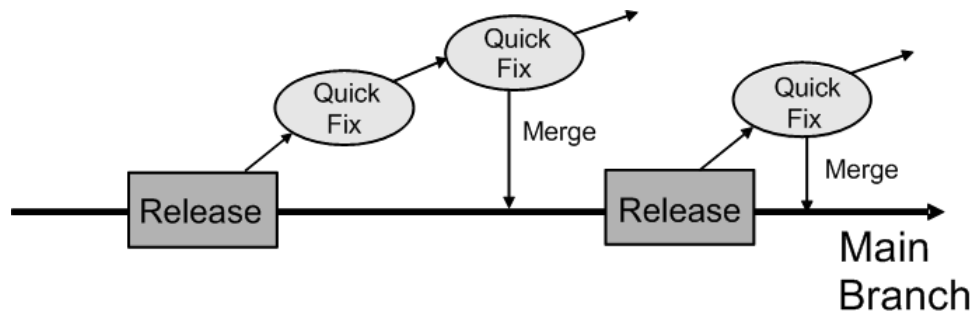 Quick
Fix
Quick
Fix
Quick
Fix
Merge
Merge
Release
Release
Main
Branch